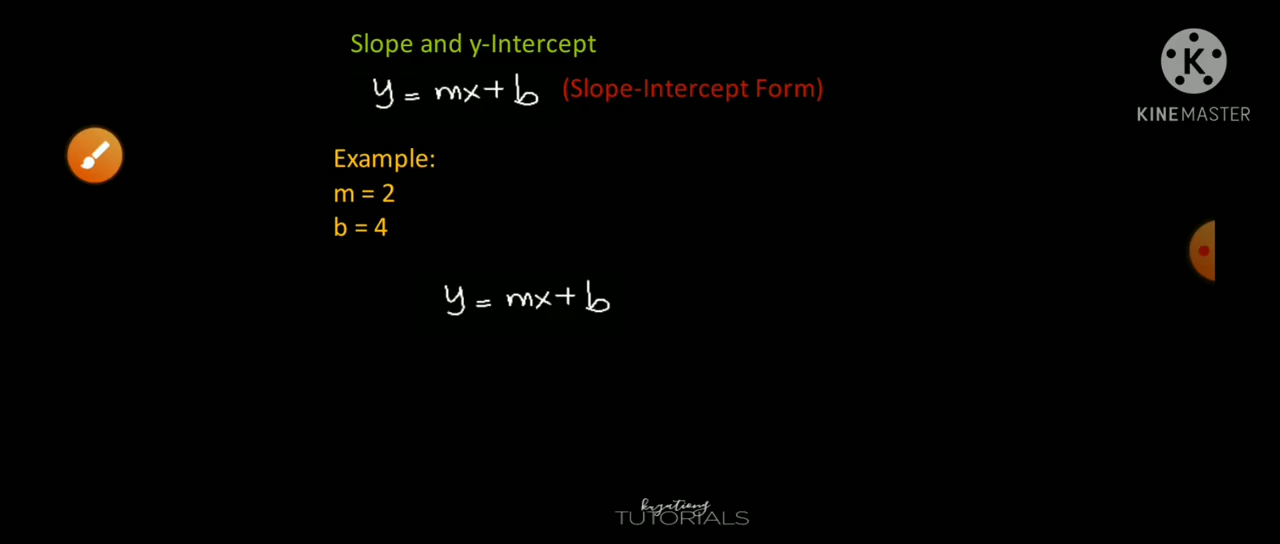 Slope and y-Intercept
y = mx + b (Slope-Intercept Form)
K
KINEMASTER
Example:
m = 2
b = 4
y = mx + b
TUTORIALS